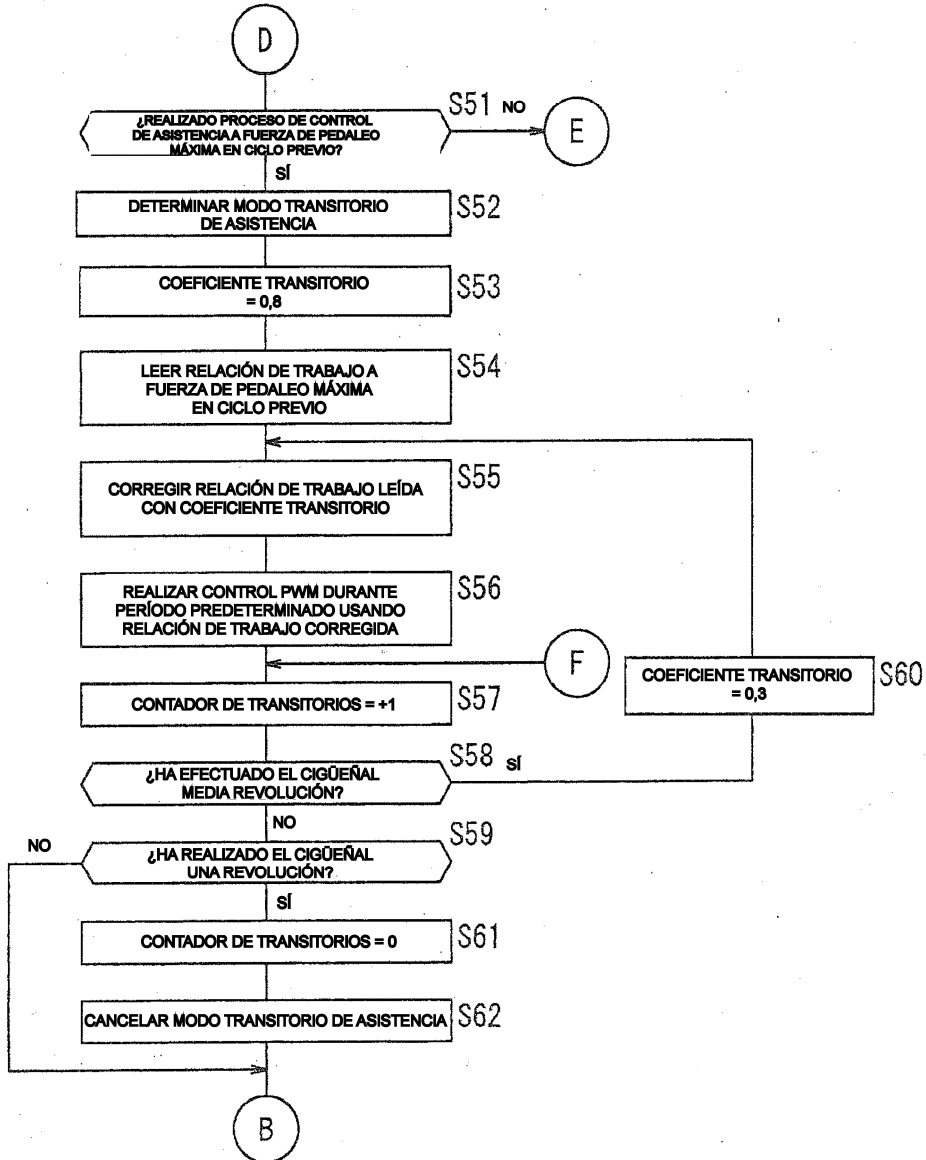 D
¿REALIZADO PROCESO DE CONTROL
DE ASISTENCIA A FUERZA DE PEDALEO
MÁXIMA EN CICLO PREVIO?
S51 NO
E
SÍ
DETERMINAR MODO TRANSITORIO
DE ASISTENCIA
S52
COEFICIENTE TRANSITORIO
= 0,8
S53
LEER RELACIÓN DE TRABAJO A
FUERZA DE PEDALEO MÁXIMA
EN CICLO PREVIO
S54
CORREGIR RELACIÓN DE TRABAJO LEÍDA
CON COEFICIENTE TRANSITORIO
S55
REALIZAR CONTROL PWM DURANTE
PERÍODO PREDETERMINADO USANDO
RELACIÓN DE TRABAJO CORREGIDA
S56
F
COEFICIENTE TRANSITORIO
= 0,3
S60
CONTADOR DE TRANSITORIOS = +1
S57
¿HA EFECTUADO EL CIGÜEÑAL
MEDIA REVOLUCIÓN?
S58 SÍ
NO
NO
¿HA REALIZADO EL CIGÜEÑAL
UNA REVOLUCIÓN?
S59
SÍ
CONTADOR DE TRANSITORIOS = 0
S61
CANCELAR MODO TRANSITORIO DE ASISTENCIA
S62
B